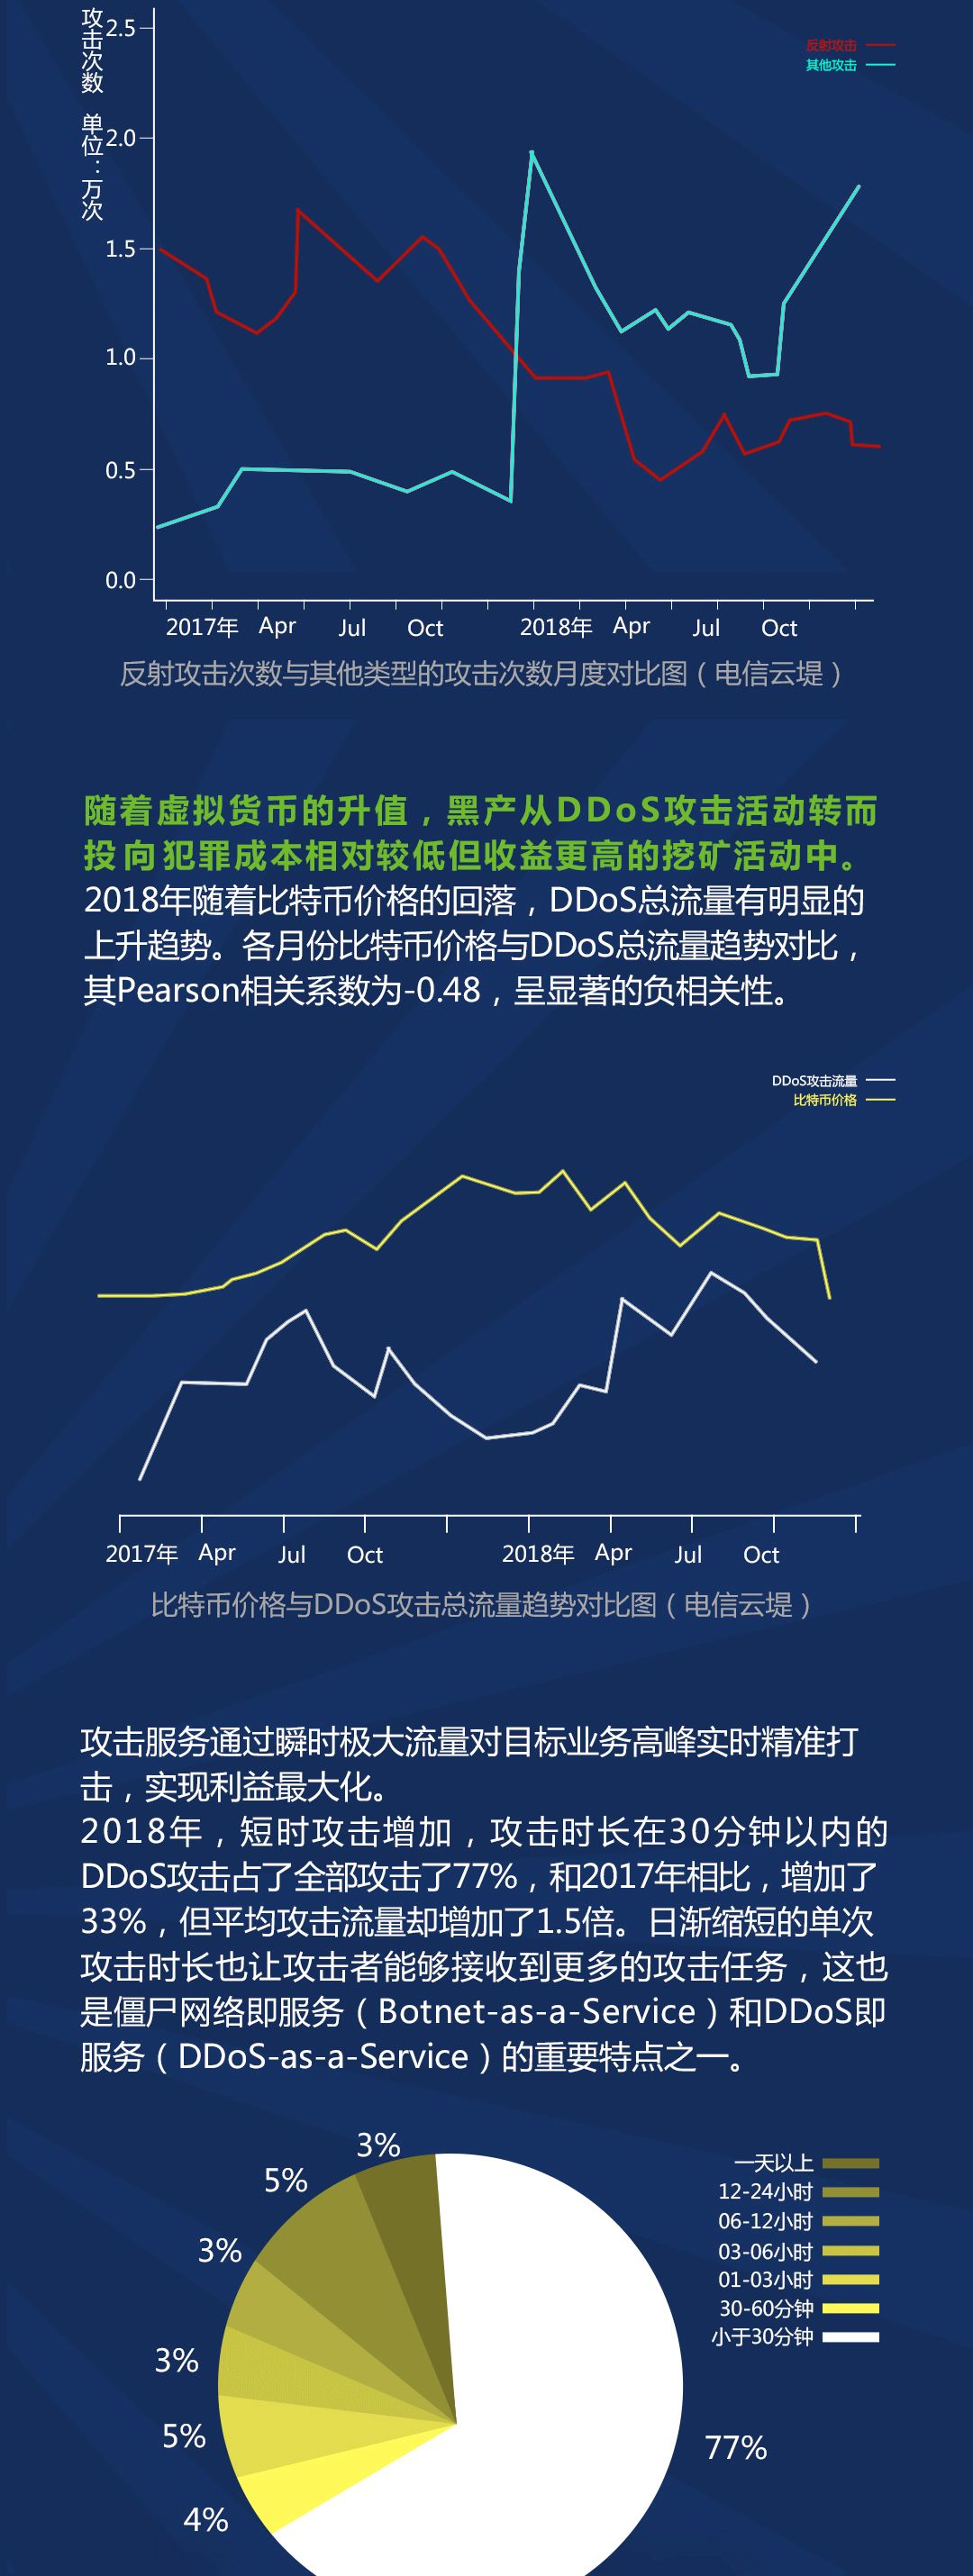 攻击次数 单位：万次
2.5
2.0
1.5
1.0
0.5
0.0
反射攻击
其他攻击
2017年 Apr Jul Oct 2018年 Apr Jul Oct
反射攻击次数与其他类型的攻击次数月度对比图（电信云堤）
随着虚拟货币的升值，黑产从DDoS攻击活动转而
投向犯罪成本相对较低但收益更高的挖矿活动中。
2018年随着比特币价格的回落，DDoS总流量有明显的
上升趋势。各月份比特币价格与DDoS总流量趋势对比，
其Pearson相关系数为-0.48，呈显著的负相关性。
DDoS攻击流量
比特币价格
2017年 Apr Jul Oct 2018年 Apr Jul Oct
比特币价格与DDoS攻击总流量趋势对比图（电信云堤）
攻击服务通过瞬时极大流量对目标业务高峰实时精准打
击，实现利益最大化。
2018年，短时攻击增加，攻击时长在30分钟以内的
DDoS攻击占了全部攻击了77%，和2017年相比，增加了
33%，但平均攻击流量却增加了1.5倍。日渐缩短的单次
攻击时长也让攻击者能够接收到更多的攻击任务，这也
是僵尸网络即服务（Botnet-as-a-Service）和DDoS即
服务（DDoS-as-a-Service）的重要特点之一。
3%
5%
3%
3%
5%
4%
77%
一天以上
12-24小时
06-12小时
03-06小时
01-03小时
30-60分钟
小于30分钟